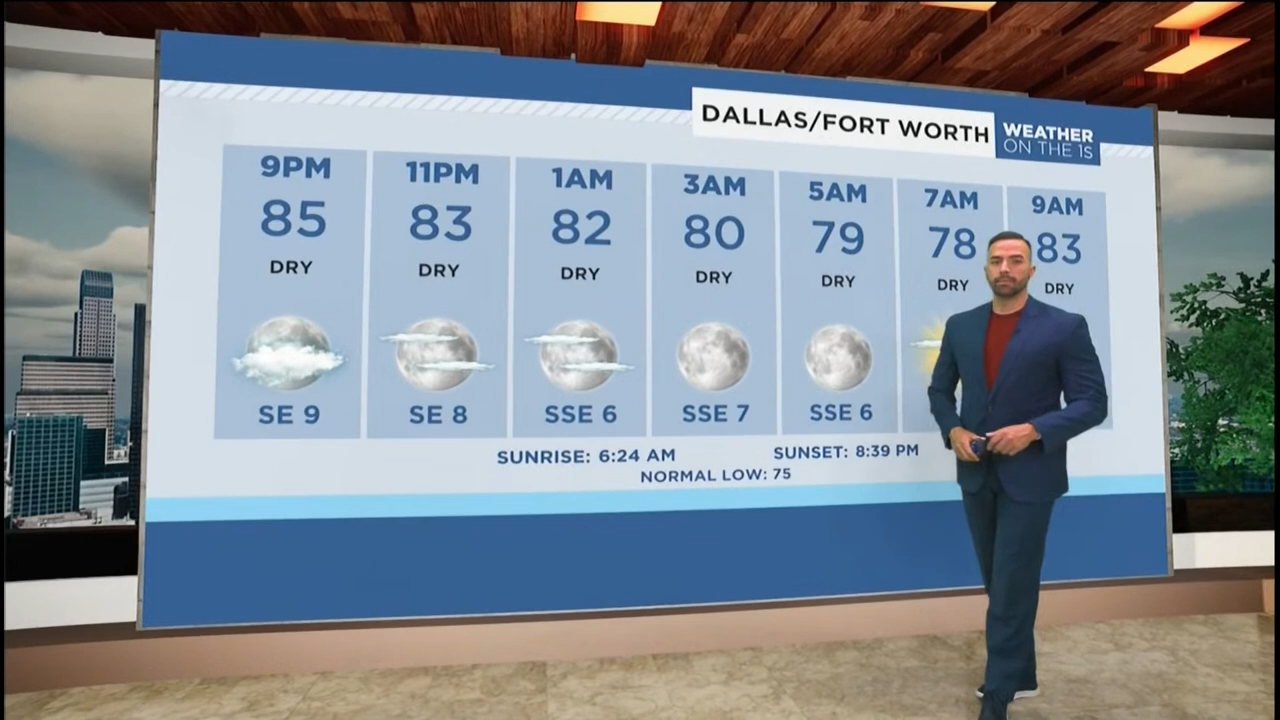 DALLAS/FORT WORTH
WEATHER
ON THE 1S
9PM
85
DRY
SE 9
11PM
83
DRY
SE 8
1AM
82
DRY
SSE 6
3AM
80
DRY
SSE 7
5AM
79
DRY
SSE 6
7AM
78
DRY
9AM
83
DRY
SUNRISE: 6:24 AM
SUNSET: 8:39 PM
NORMAL LOW: 75